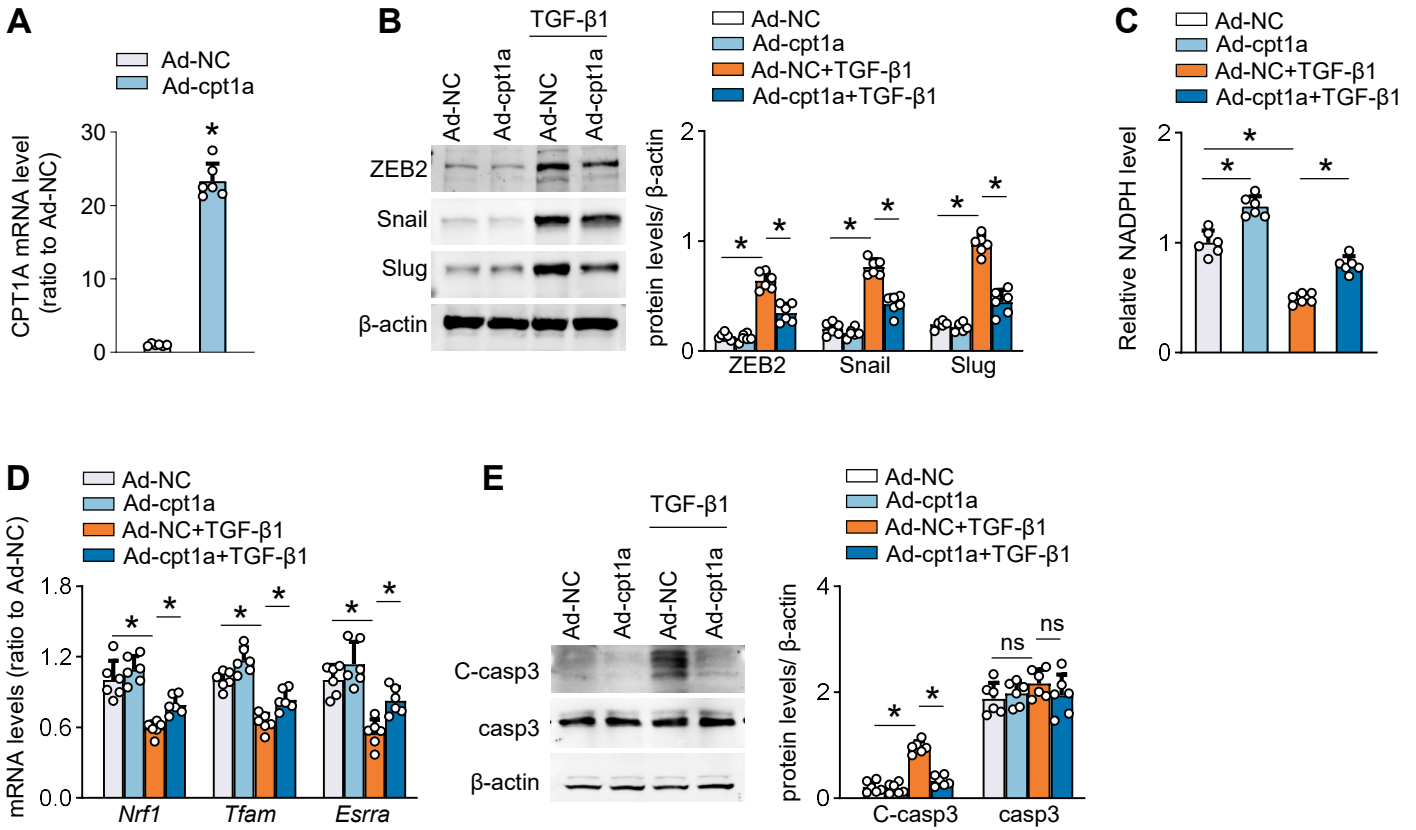 A
Ad-NC
Ad-cpt1a
CPT1A mRNA level
(ratio to Ad-NC)
30
20
10
0
*
B
TGF-β1
Ad-NC
Ad-cpt1a
Ad-NC
Ad-cpt1a
ZEB2
Snail
Slug
β-actin
Ad-NC
Ad-cpt1a
Ad-NC+TGF-β1
Ad-cpt1a+TGF-β1
protein levels/ β-actin
2
1
0
* * * * * *
ZEB2 Snail Slug
C
Ad-NC
Ad-cpt1a
Ad-NC+TGF-β1
Ad-cpt1a+TGF-β1
Relative NADPH level
2
1
0
*
* *
D
Ad-NC
Ad-cpt1a
Ad-NC+TGF-β1
Ad-cpt1a+TGF-β1
mRNA levels (ratio to Ad-NC)
1.8
1.2
0.6
0.0
* * * * * *
Nrf1 Tfam Esrra
E
TGF-β1
Ad-NC
Ad-cpt1a
Ad-NC
Ad-cpt1a
C-casp3
casp3
β-actin
Ad-NC
Ad-cpt1a
Ad-NC+TGF-β1
Ad-cpt1a+TGF-β1
protein levels/ β-actin
4
2
0
* *
ns ns
C-casp3 casp3